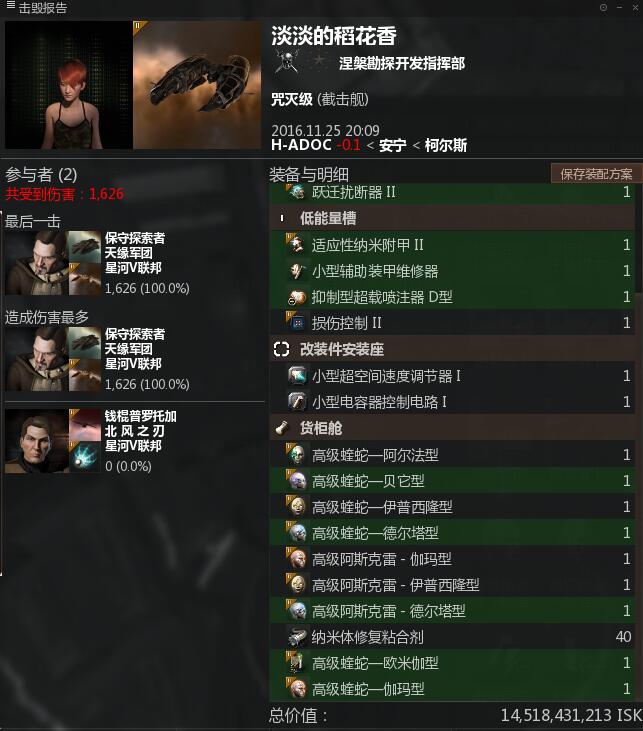 击毁报告
淡淡的稻花香
涅槃勘探开发指挥部
咒灭级 (截击舰)
2016.11.25 20:09
H-ADOC -0.1 < 安宁 < 柯尔斯
参与者 (2)
共受到伤害：1,626
最后一击
保守探索者
天缘军团
星河V联邦
1,626 (100.0%)
造成伤害最多
保守探索者
天缘军团
星河V联邦
1,626 (100.0%)
钱棍普罗托加
北 风 之 刃
星河V联邦
0 (0.0%)
装备与明细
保存装配方案
跃迁扰断器 II 1
低能量槽
适应性纳米附甲 II 1
小型辅助装甲维修器 1
抑制型超载喷注器 D型 1
损伤控制 II 1
改装件安装座
小型超空间速度调节器 I 1
小型电容器控制电路 I 1
货柜舱
高级蝰蛇—阿尔法型 1
高级蝰蛇—贝它型 1
高级蝰蛇—伊普西隆型 1
高级蝰蛇—德尔塔型 1
高级阿斯克雷 - 伽玛型 1
高级阿斯克雷 - 伊普西隆型 1
高级阿斯克雷 - 德尔塔型 1
纳米体修复粘合剂 40
高级蝰蛇—欧米伽型 1
高级蝰蛇—伽玛型 1
总价值： 14,518,431,213 ISK